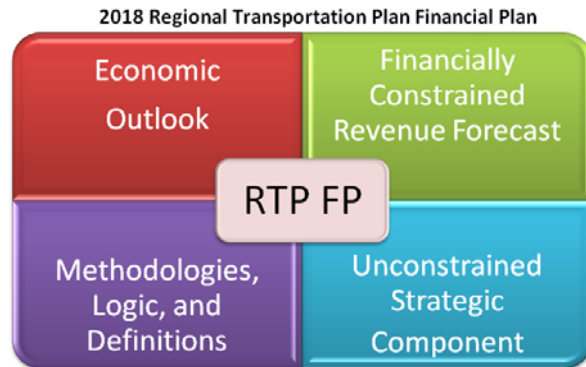 2018 Regional Transportation Plan Financial Plan
Economic
Outlook
Financially
Constrained
Revenue Forecast
RTP FP
Methodologies,
Logic, and
Definitions
Unconstrained
Strategic
Component